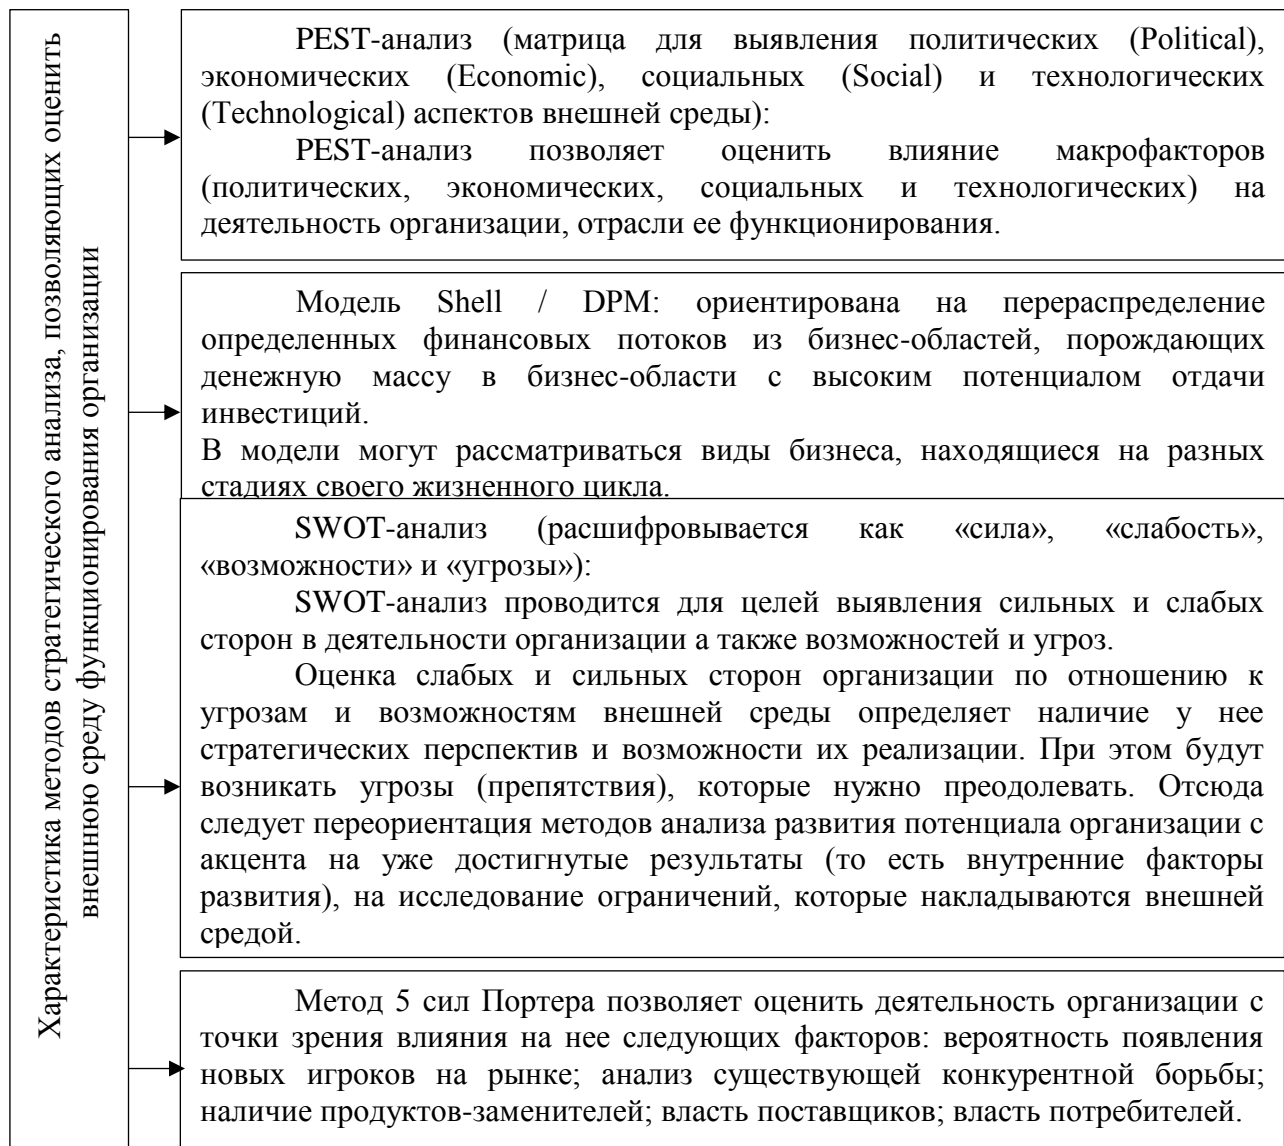 Характеристика методов стратегического анализа, позволяющих оценить
внешнюю среду функционирования организации
PEST-анализ (матрица для выявления политических (Political),
экономических (Economic), социальных (Social) и технологических
(Technological) аспектов внешней среды):
PEST-анализ позволяет оценить влияние макрофакторов
(политических, экономических, социальных и технологических) на
деятельность организации, отрасли ее функционирования.
Модель Shell / DPM: ориентирована на перераспределение
определенных финансовых потоков из бизнес-областей, порождающих
денежную массу в бизнес-области с высоким потенциалом отдачи
инвестиций.
В модели могут рассматриваться виды бизнеса, находящиеся на разных
стадиях своего жизненного цикла.
SWOT-анализ (расшифровывается как «сила», «слабость»,
«возможности» и «угрозы»):
SWOT-анализ проводится для целей выявления сильных и слабых
сторон в деятельности организации а также возможностей и угроз.
Оценка слабых и сильных сторон организации по отношению к
угрозам и возможностям внешней среды определяет наличие у нее
стратегических перспектив и возможности их реализации. При этом будут
возникать угрозы (препятствия), которые нужно преодолевать. Отсюда
следует переориентация методов анализа развития потенциала организации с
акцента на уже достигнутые результаты (то есть внутренние факторы
развития), на исследование ограничений, которые накладываются внешней
средой.
Метод 5 сил Портера позволяет оценить деятельность организации с
точки зрения влияния на нее следующих факторов: вероятность появления
новых игроков на рынке; анализ существующей конкурентной борьбы;
наличие продуктов-заменителей; власть поставщиков; власть потребителей.